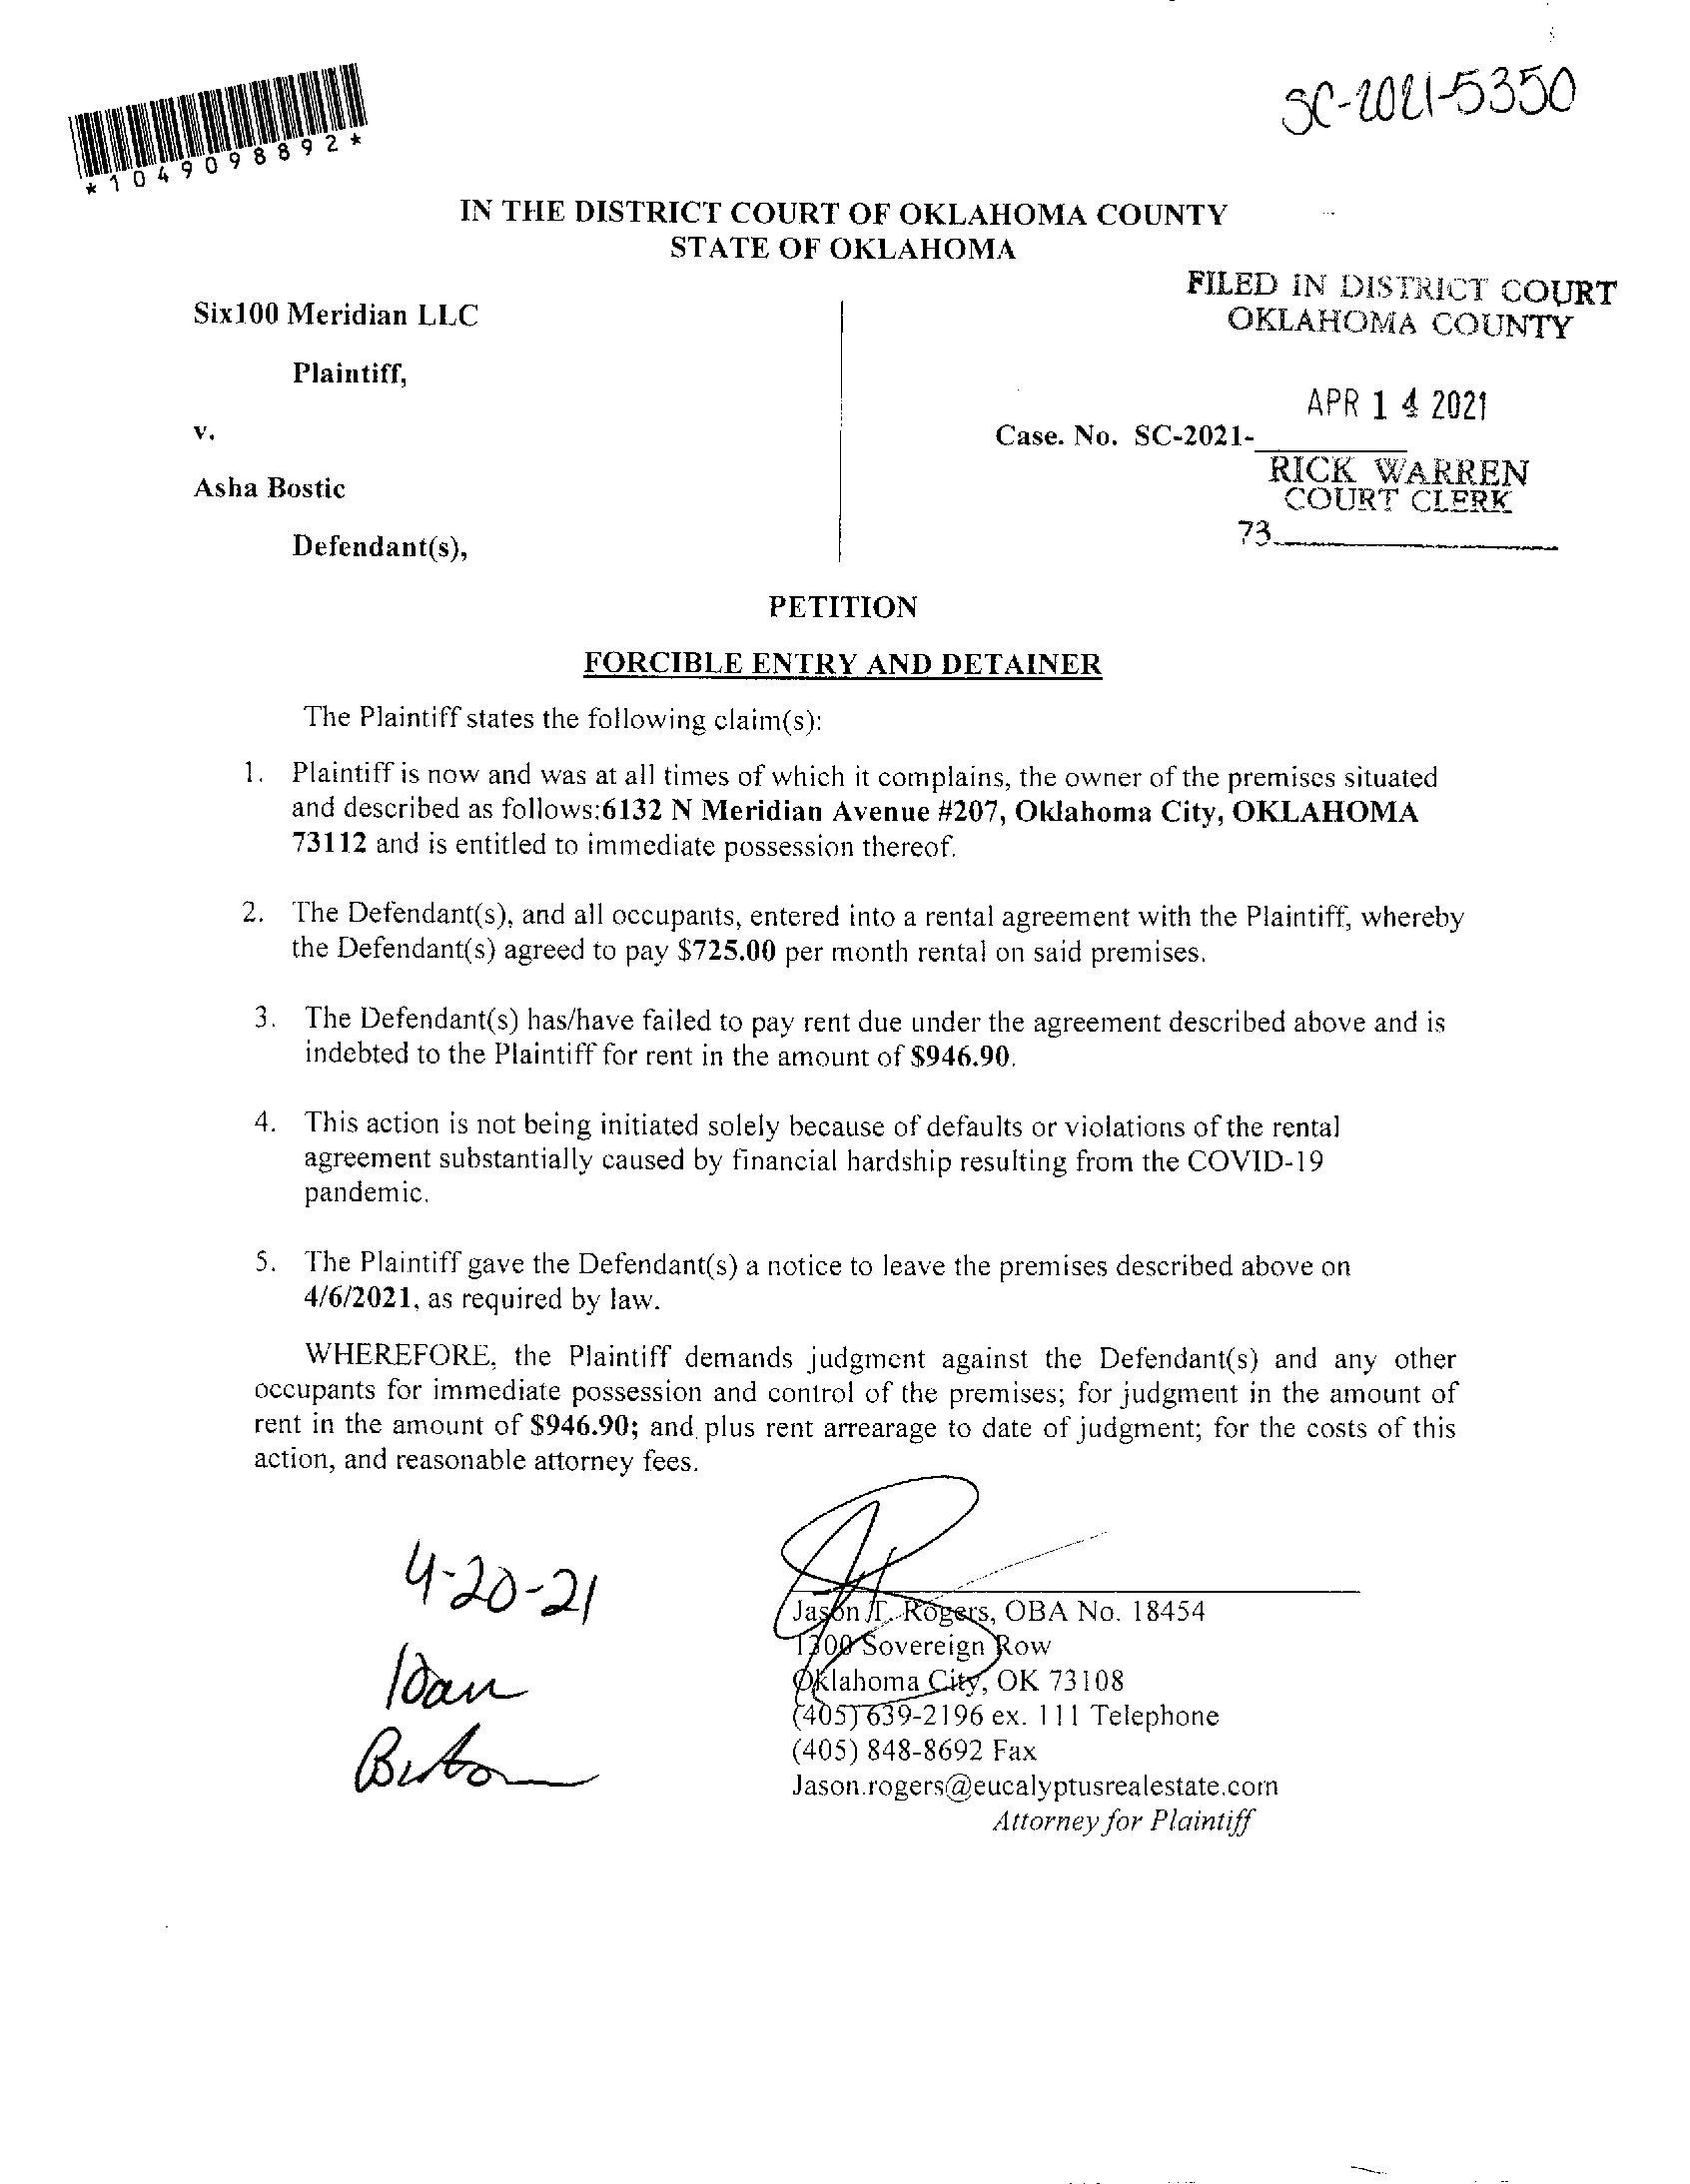 SC-2021-5350
*1049098892*
IN THE DISTRICT COURT OF OKLAHOMA COUNTY
STATE OF OKLAHOMA
FILED IN DISTRICT COURT
OKLAHOMA COUNTY
Six100 Meridian LLC
Plaintiff,
APR 14 2021
v.
Case. No. SC-2021-
RICK WARREN
COURT CLERK
Asha Bostic
73
Defendant(s),
PETITION
FORCIBLE ENTRY AND DETAINER
The Plaintiff states the following claim(s):
1. Plaintiff is now and was at all times of which it complains, the owner of the premises situated
and described as follows:6132 N Meridian Avenue #207, Oklahoma City, OKLAHOMA
73112 and is entitled to immediate possession thereof.
2. The Defendant(s), and all occupants, entered into a rental agreement with the Plaintiff, whereby
the Defendant(s) agreed to pay $725.00 per month rental on said premises.
3. The Defendant(s) has/have failed to pay rent due under the agreement described above and is
indebted to the Plaintiff for rent in the amount of $946.90.
4. This action is not being initiated solely because of defaults or violations of the rental
agreement substantially caused by financial hardship resulting from the COVID-19
pandemic.
5. The Plaintiff gave the Defendant(s) a notice to leave the premises described above on
4/6/2021, as required by law.
WHEREFORE, the Plaintiff demands judgment against the Defendant(s) and any other
occupants for immediate possession and control of the premises; for judgment in the amount of
rent in the amount of $946.90; and plus rent arrearage to date of judgment; for the costs of this
action, and reasonable attorney fees.
4-20-21
10am
Jason T. Rogers, OBA No. 18454
1300 Sovereign Row
Oklahoma City, OK 73108
(405) 639-2196 ex. 111 Telephone
(405) 848-8692 Fax
Jason.rogers@eucalyptusrealestate.com
Attorney for Plaintiff